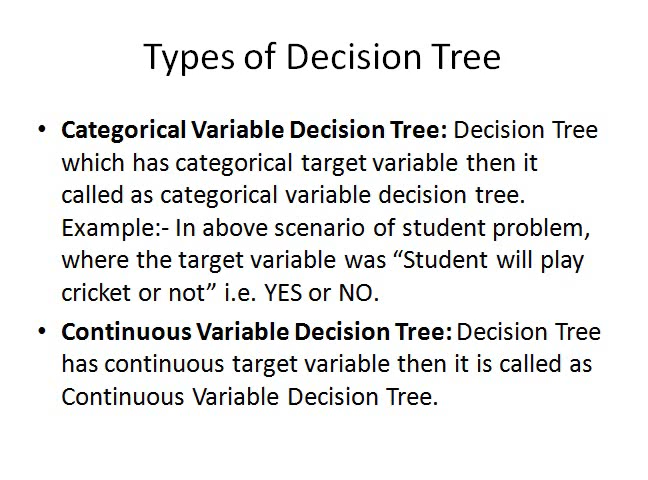 Types of Decision Tree
• Categorical Variable Decision Tree: Decision Tree
which has categorical target variable then it
called as categorical variable decision tree.
Example:- In above scenario of student problem,
where the target variable was “Student will play
cricket or not” i.e. YES or NO.
• Continuous Variable Decision Tree: Decision Tree
has continuous target variable then it is called as
Continuous Variable Decision Tree.